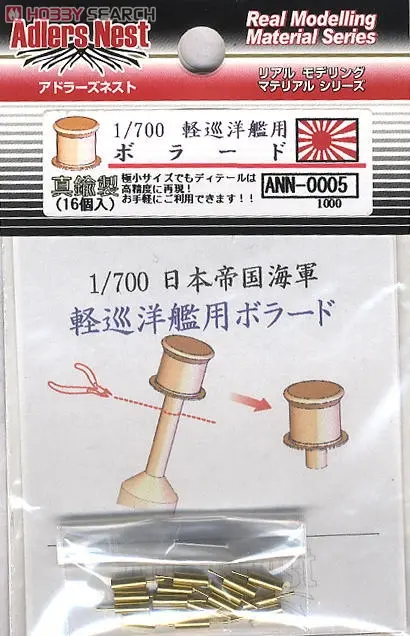 HOBBY SEARCH
Adlers Nest
アドラーズネスト
Real Modelling
Material Series
リアル モデリング
マテリアル シリーズ
1/700 軽巡洋艦用
ボラード
真鍮製
(16個入)
極小サイズでもディテールは
高精度に再現!
お手軽にご利用できます!!
ANN-0005
1000
1/700 日本帝国海軍
軽巡洋艦用ボラード